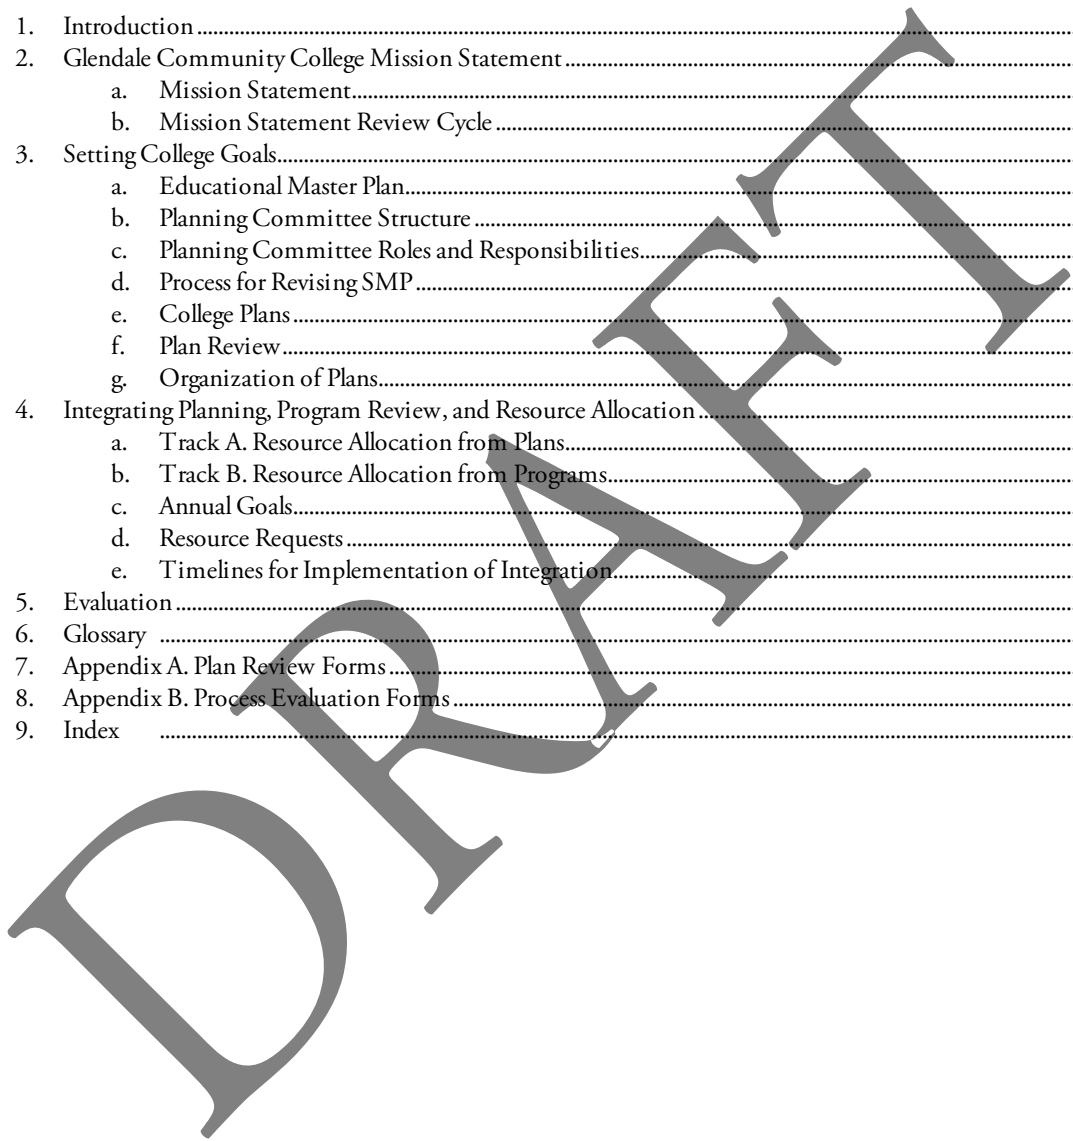 1. Introduction ........................................................................
2. Glendale Community College Mission Statement ........................................................................
a. Mission Statement ........................................................................
b. Mission Statement Review Cycle ........................................................................
3. Setting College Goals ........................................................................
a. Educational Master Plan ........................................................................
b. Planning Committee Structure ........................................................................
c. Planning Committee Roles and Responsibilities ........................................................................
d. Process for Revising SMP ........................................................................
e. College Plans ........................................................................
f. Plan Review ........................................................................
g. Organization of Plans ........................................................................
4. Integrating Planning, Program Review, and Resource Allocation ........................................................................
a. Track A. Resource Allocation from Plans ........................................................................
b. Track B. Resource Allocation from Programs ........................................................................
c. Annual Goals ........................................................................
d. Resource Requests ........................................................................
e. Timelines for Implementation of Integration ........................................................................
5. Evaluation ........................................................................
6. Glossary ........................................................................
7. Appendix A. Plan Review Forms ........................................................................
8. Appendix B. Process Evaluation Forms ........................................................................
9. Index ........................................................................
DRAFT